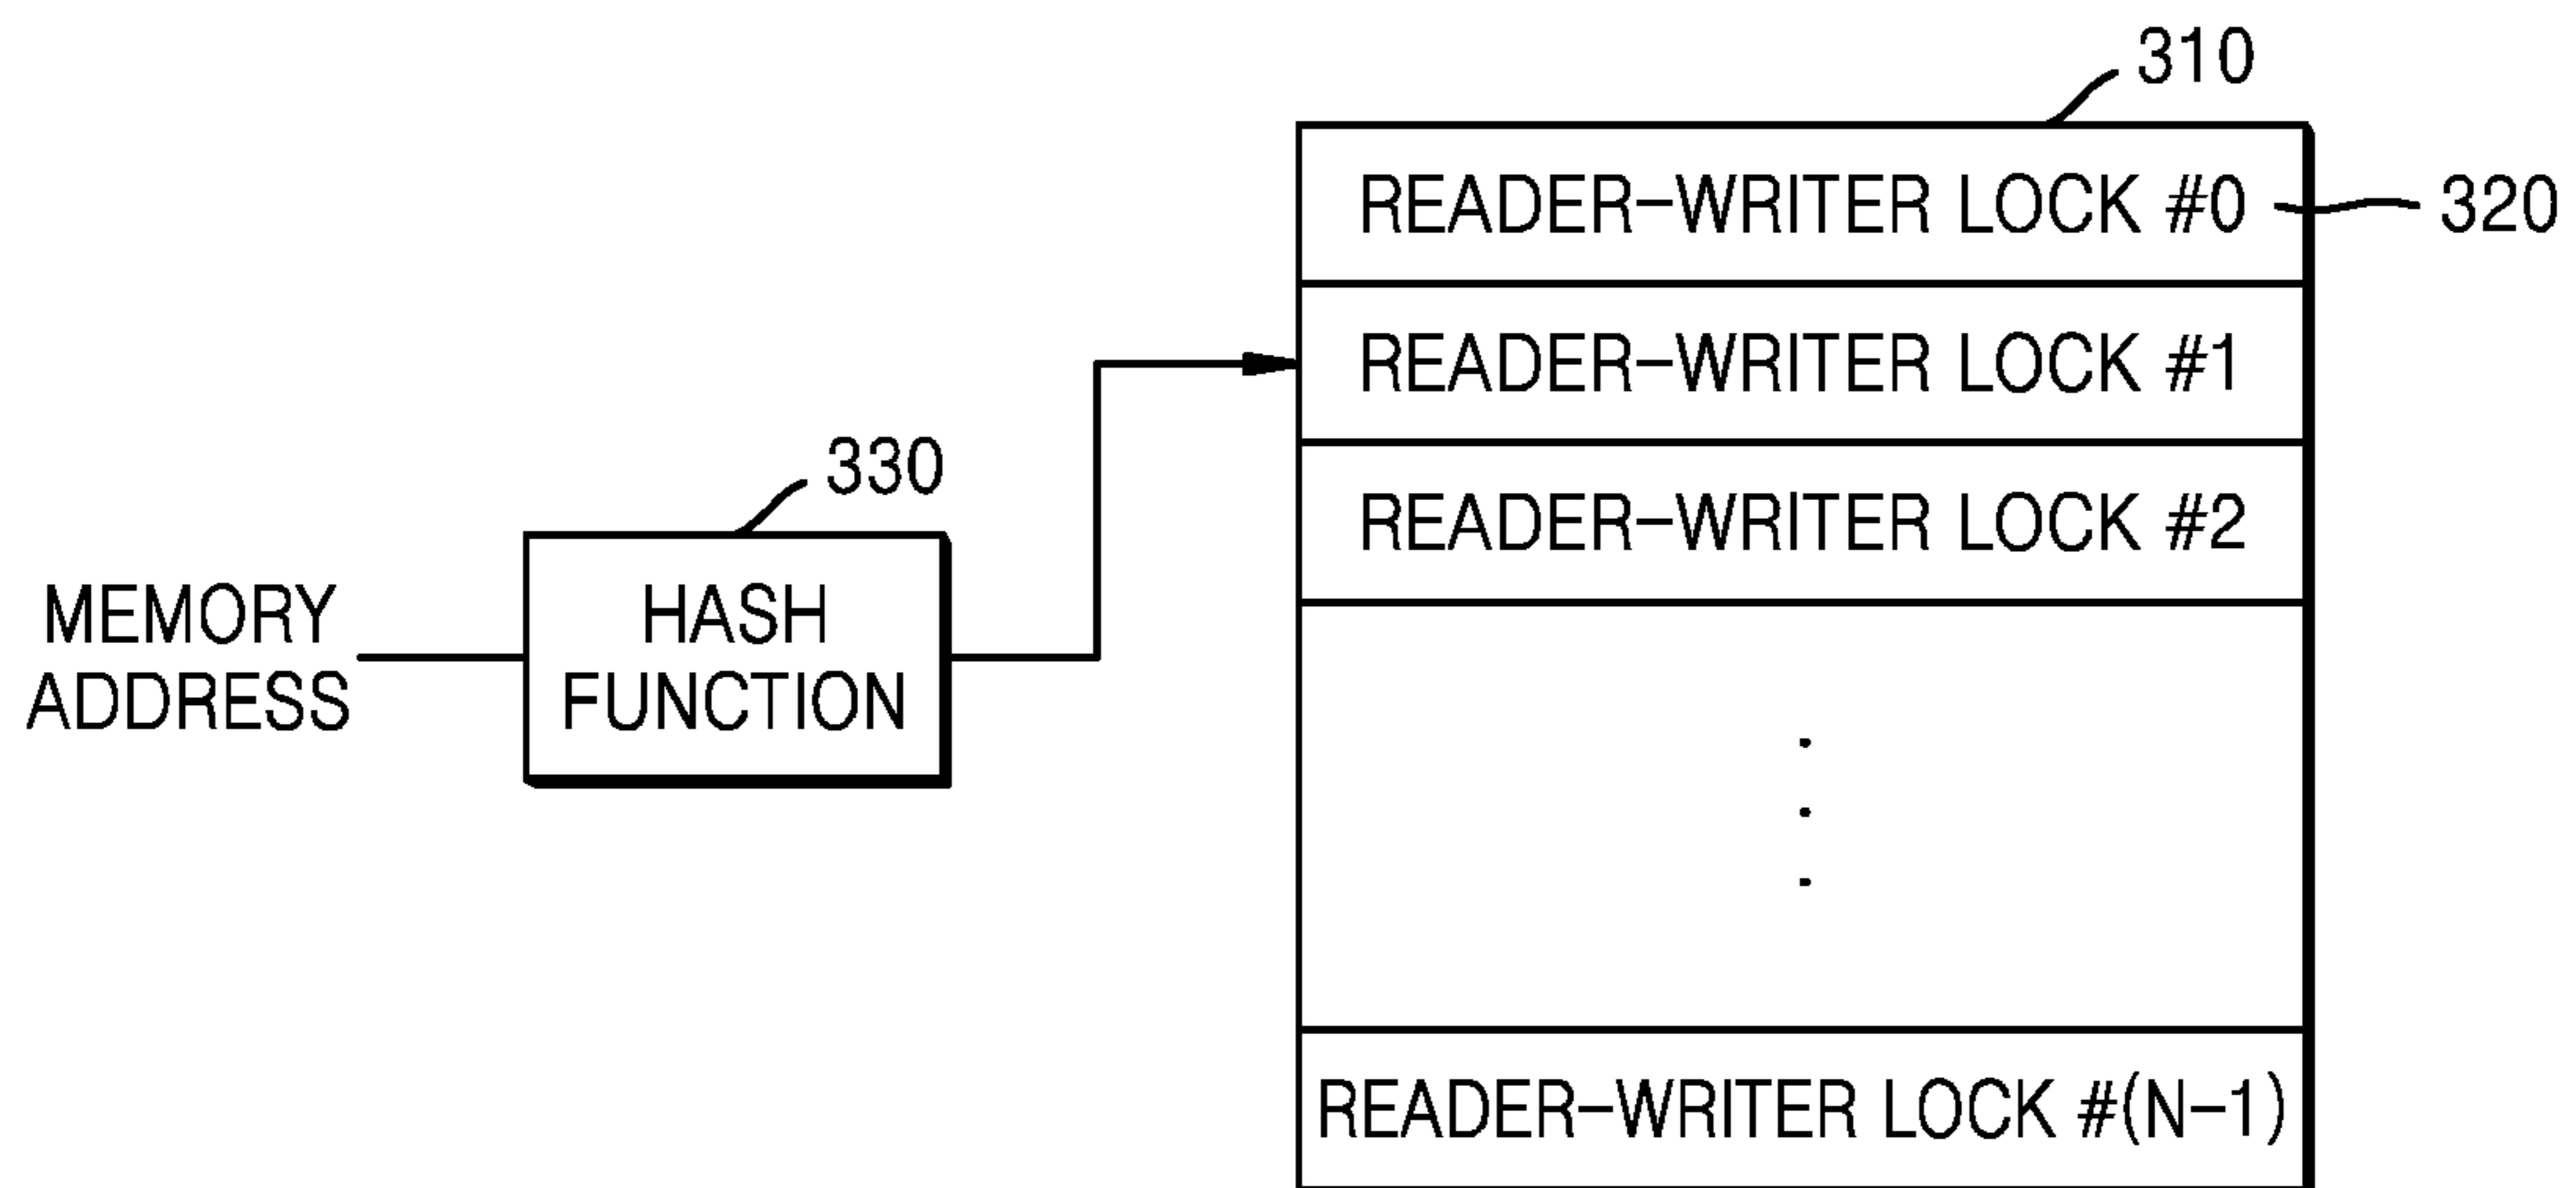 310
READER-WRITER LOCK #0
320
READER-WRITER LOCK #1
330
READER-WRITER LOCK #2
MEMORY
ADDRESS
HASH
FUNCTION
READER-WRITER LOCK #(N-1)